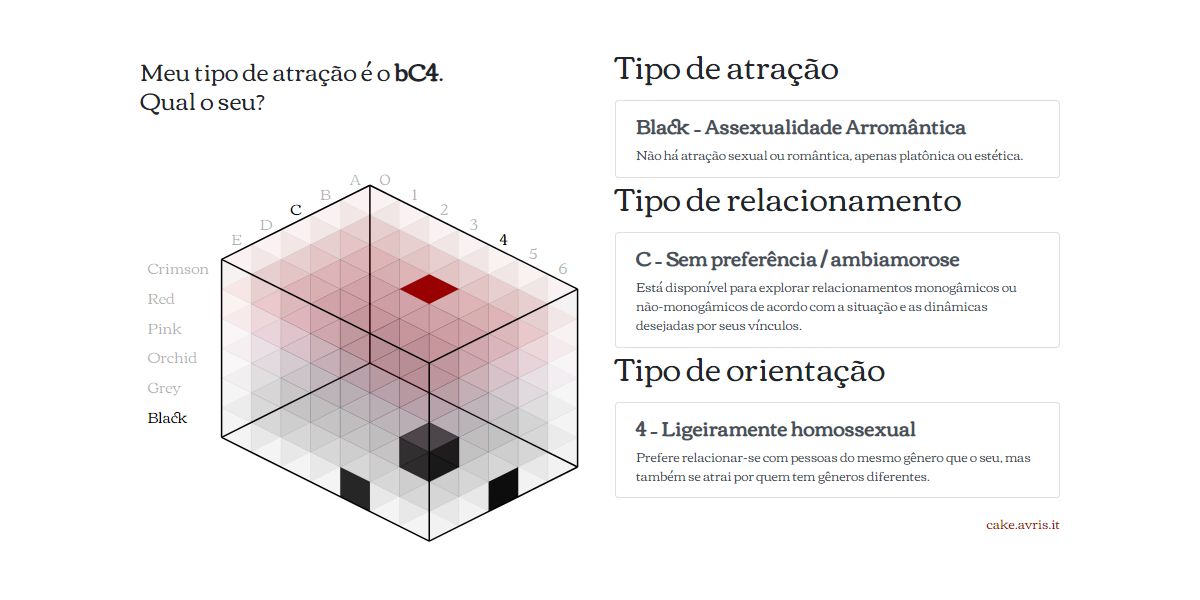 Meu tipo de atração é o bC4.
Qual o seu?
A O
B 1
C 2
D 3
E 4
5
6
Crimson
Red
Pink
Orchid
Grey
Black
Tipo de atração
Black - Assexualidade Arromântica
Não há atração sexual ou romântica, apenas platônica ou estética.
Tipo de relacionamento
C - Sem preferência / ambiamorose
Está disponível para explorar relacionamentos monogâmicos ou
não-monogâmicos de acordo com a situação e as dinâmicas
desejadas por seus vínculos.
Tipo de orientação
4 - Ligeiramente homossexual
Prefere relacionar-se com pessoas do mesmo gênero que o seu, mas
também se atrai por quem tem gêneros diferentes.
cake.avris.it